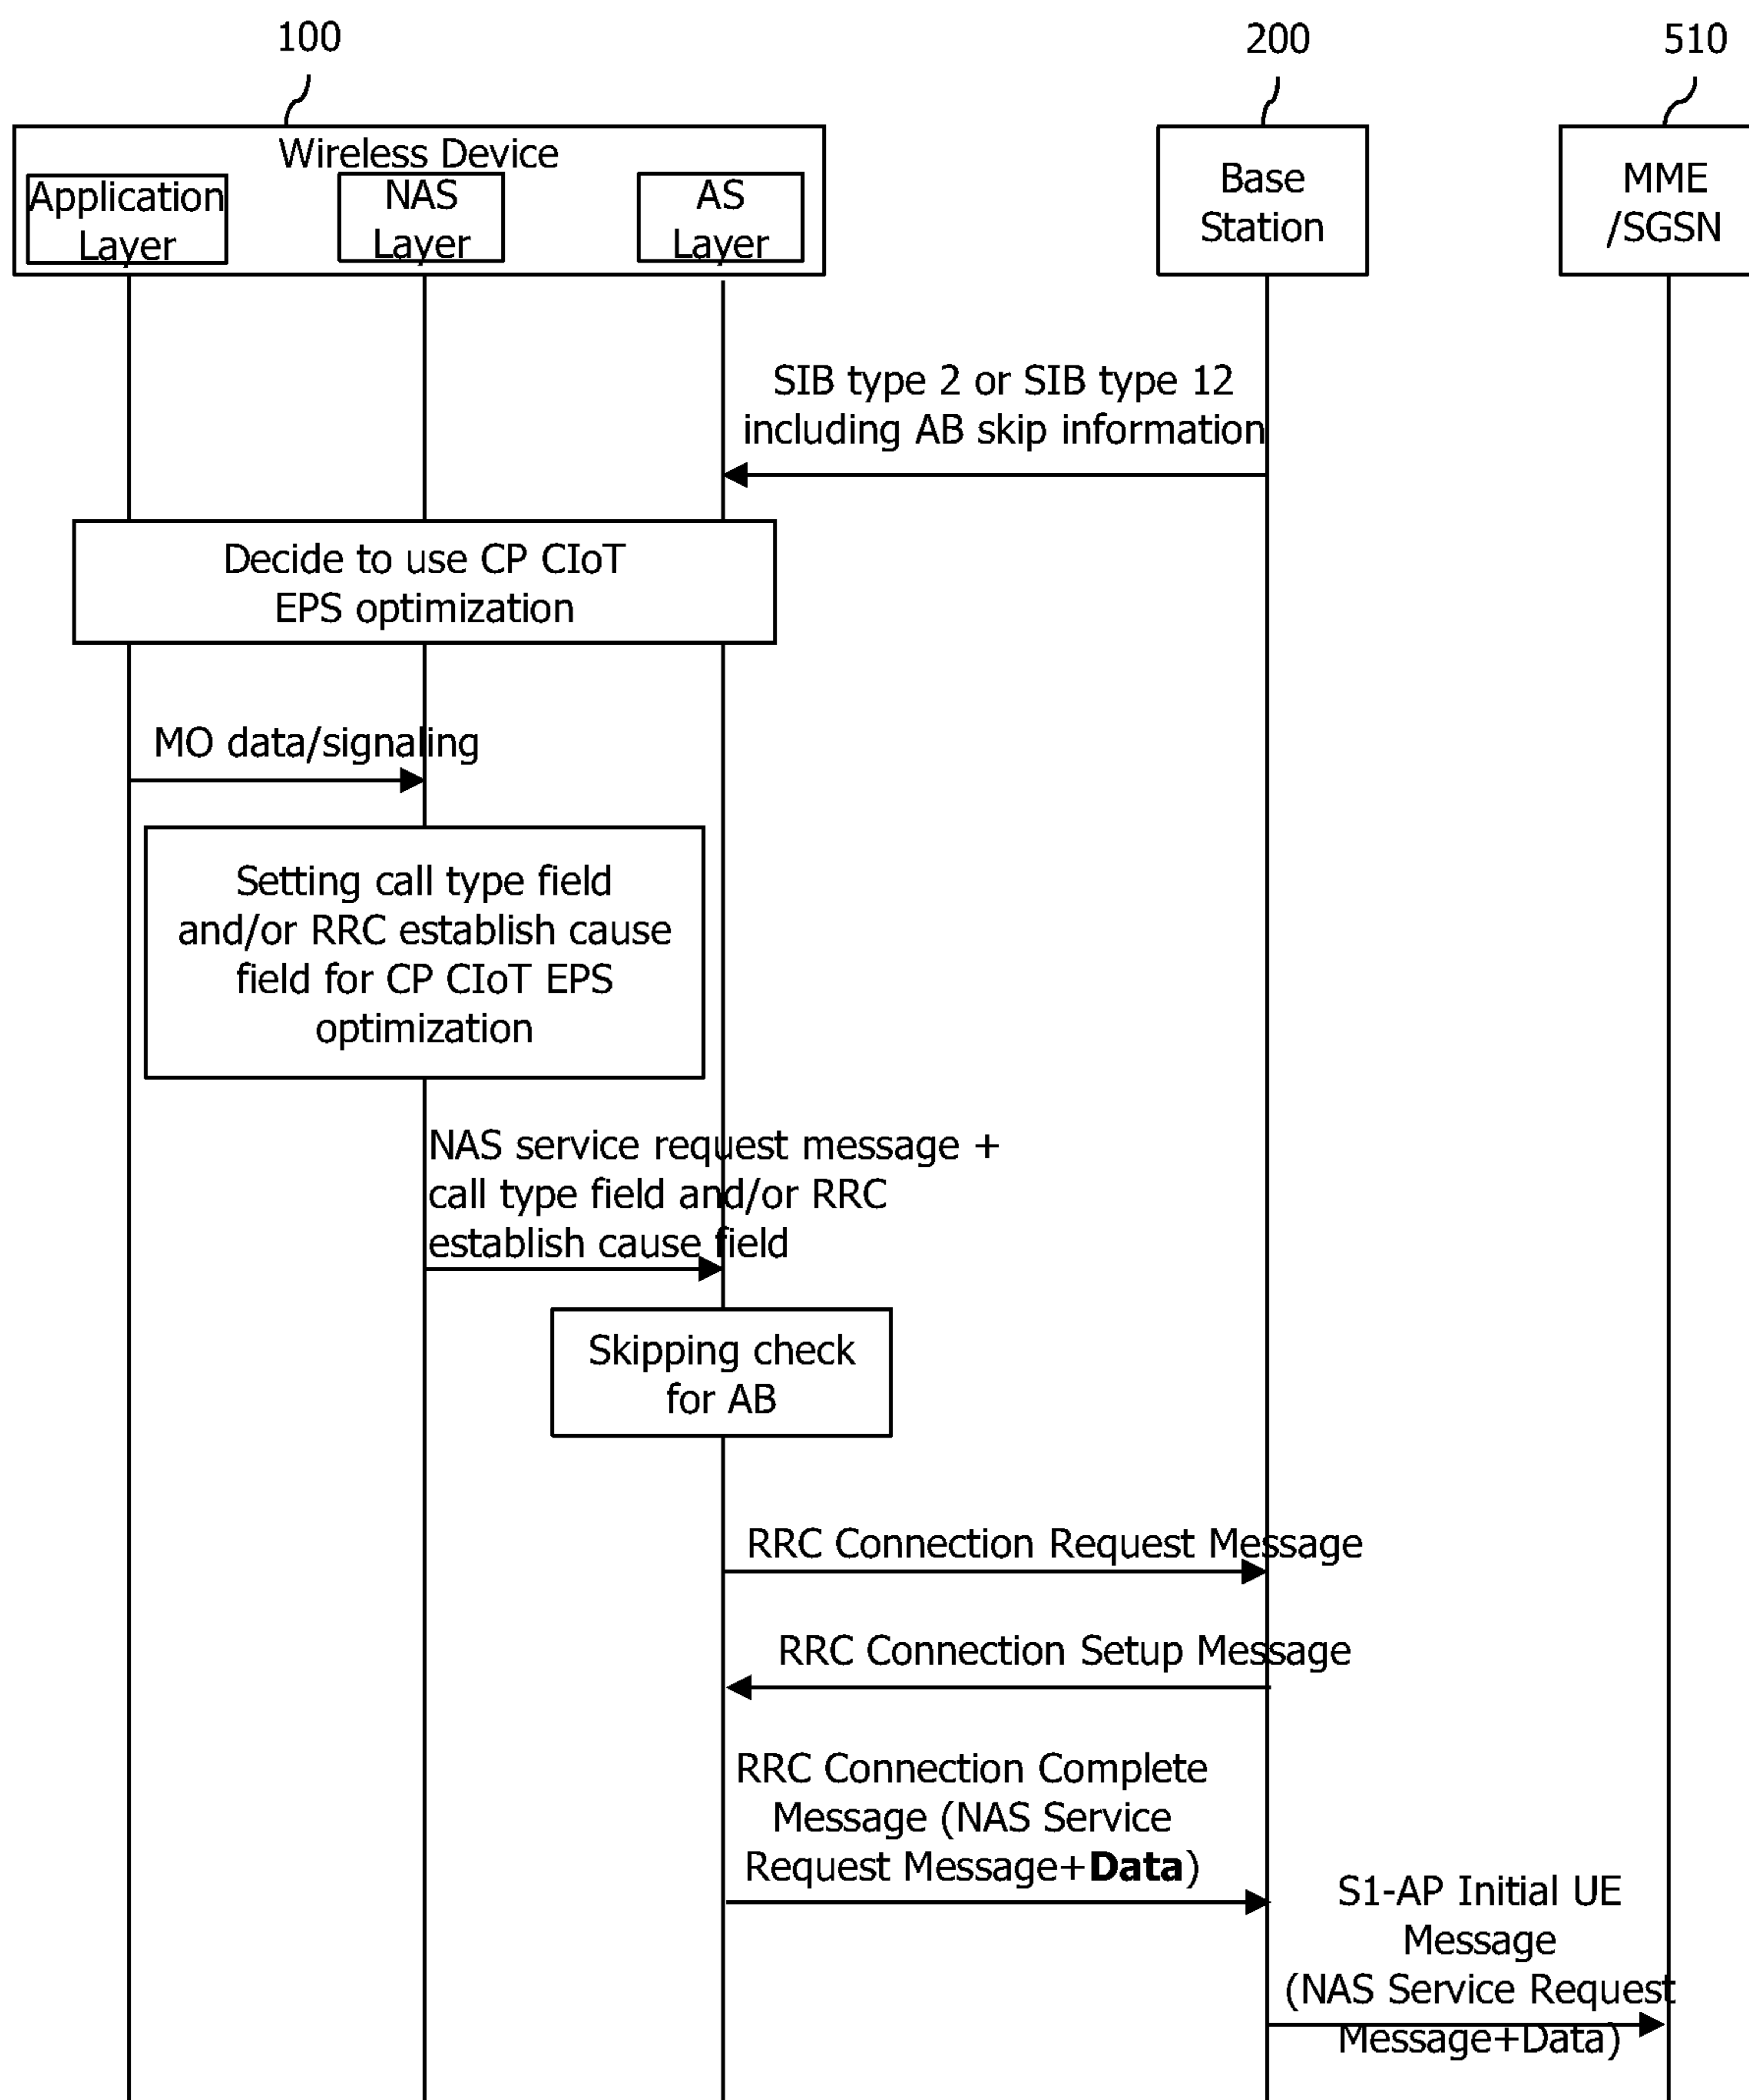 100
200
510
Wireless Device
Application
Layer
NAS
Layer
AS
Layer
Base
Station
MME
/SGSN
SIB type 2 or SIB type 12
including AB skip information
Decide to use CP CIoT
EPS optimization
MO data/signaling
Setting call type field
and/or RRC establish cause
field for CP CIoT EPS
optimization
NAS service request message +
call type field and/or RRC
establish cause field
Skipping check
for AB
RRC Connection Request Message
RRC Connection Setup Message
RRC Connection Complete
Message (NAS Service
Request Message+Data)
S1-AP Initial UE
Message
(NAS Service Request
Message+Data)